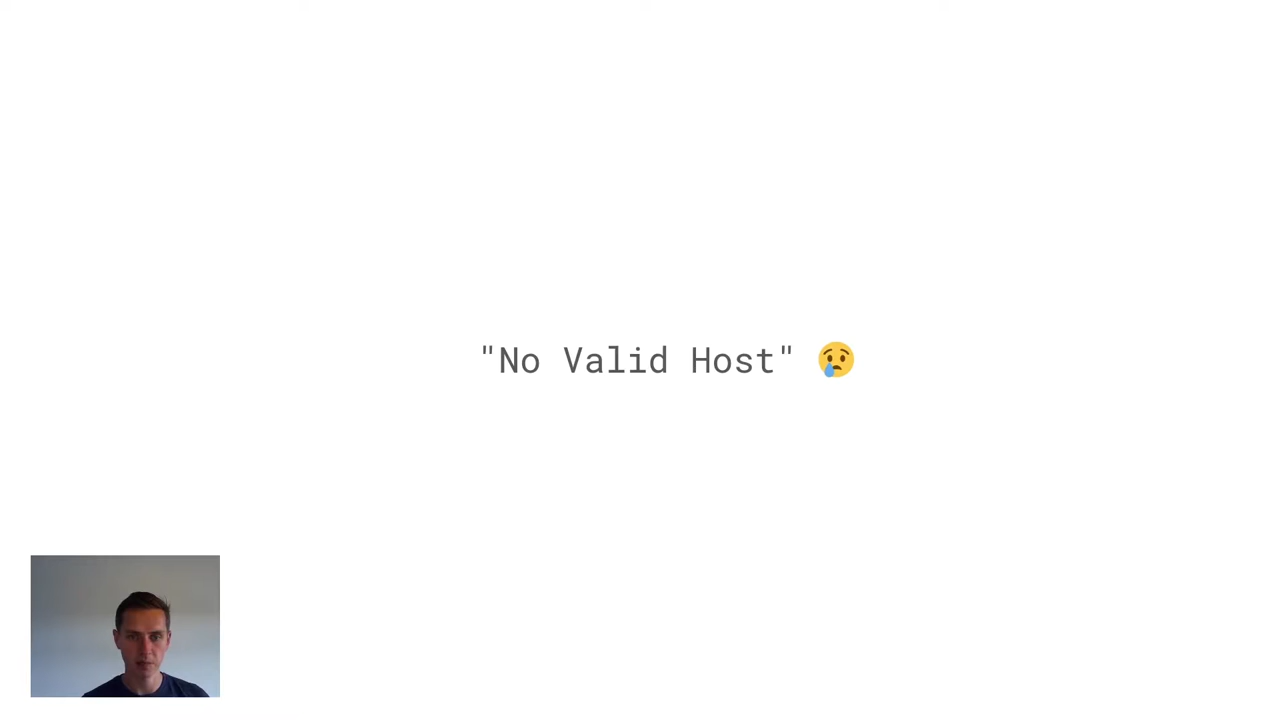 "No Valid Host" 😢